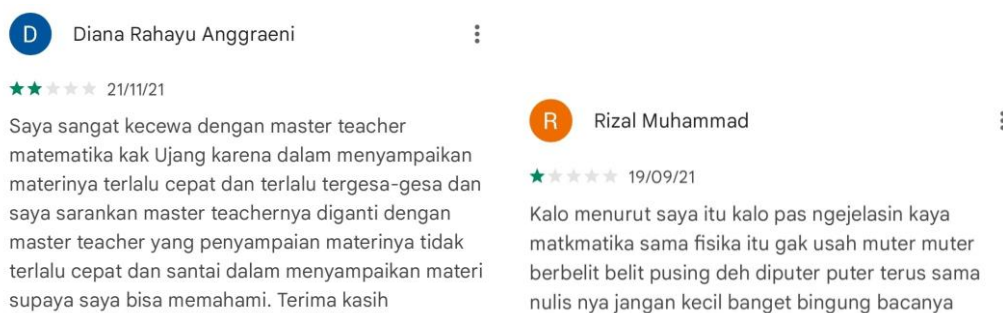 D
Diana Rahayu Anggraeni
21/11/21
Saya sangat kecewa dengan master teacher
matematika kak Ujang karena dalam menyampaikan
materinya terlalu cepat dan terlalu tergesa-gesa dan
saya sarankan master teachernya diganti dengan
master teacher yang penyampaian materinya tidak
terlalu cepat dan santai dalam menyampaikan materi
supaya saya bisa memahami. Terima kasih
R
Rizal Muhammad
19/09/21
Kalo menurut saya itu kalo pas ngejelasin kaya
matkmatika sama fisika itu gak usah muter muter
berbelit belit pusing deh diputer puter terus sama
nulis nya jangan kecil banget bingung bacanya